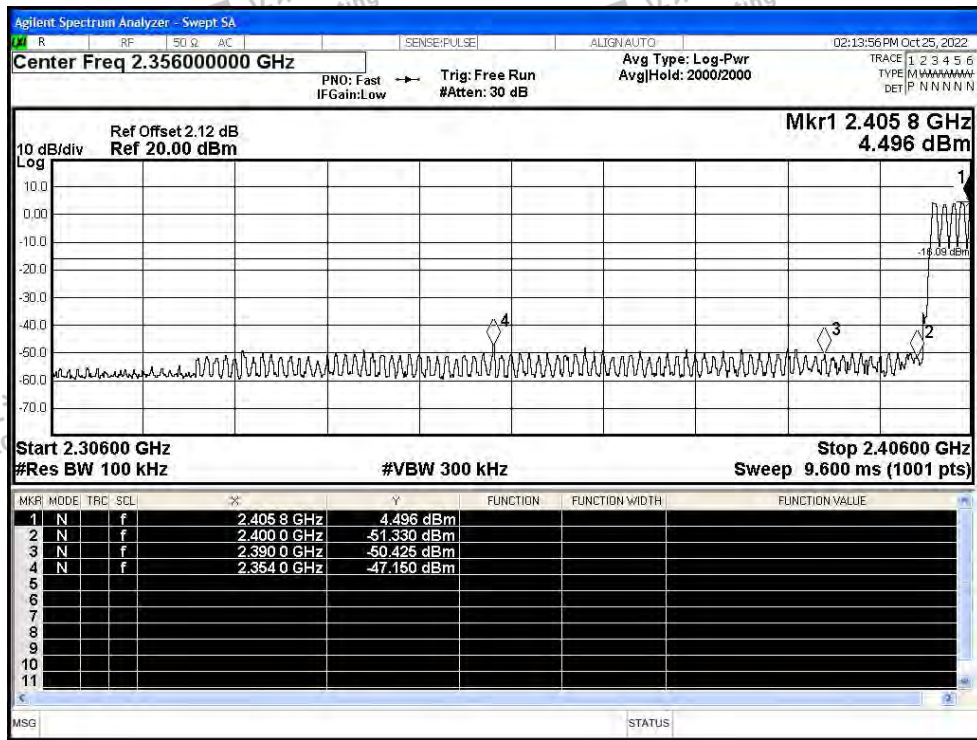 Agilent Spectrum Analyzer - Swept SA
R RF 50 Ω AC SENSE:PULSE ALIGNAUTO 02:13:56PM Oct 25, 2022
Center Freq 2.356000000 GHz
PNO: Fast Trig: Free Run Avg Type: Log-Pwr TRACE 1 2 3 4 5 6
IFGain:Low #Atten: 30 dB Avg|Hold: 2000/2000 TYPE M WWWWW
DET P N N N N N
Mkr1 2.405 8 GHz
4.496 dBm
Ref Offset 2.12 dB
10 dB/div Ref 20.00 dBm
Log
1
10.0
0.00
-10.0
-16.09 dBm
-20.0
-30.0
-40.0
4 3 2
-50.0
-60.0
-70.0
Start 2.30600 GHz Stop 2.40600 GHz
#Res BW 100 kHz #VBW 300 kHz Sweep 9.600 ms (1001 pts)
MKR MODE TRC SCL X Y FUNCTION FUNCTION WIDTH FUNCTION VALUE
1 N f 2.405 8 GHz 4.496 dBm
2 N f 2.400 0 GHz -51.330 dBm
3 N f 2.390 0 GHz -50.425 dBm
4 N f 2.354 0 GHz -47.150 dBm
5
6
7
8
9
10
11
MSG STATUS